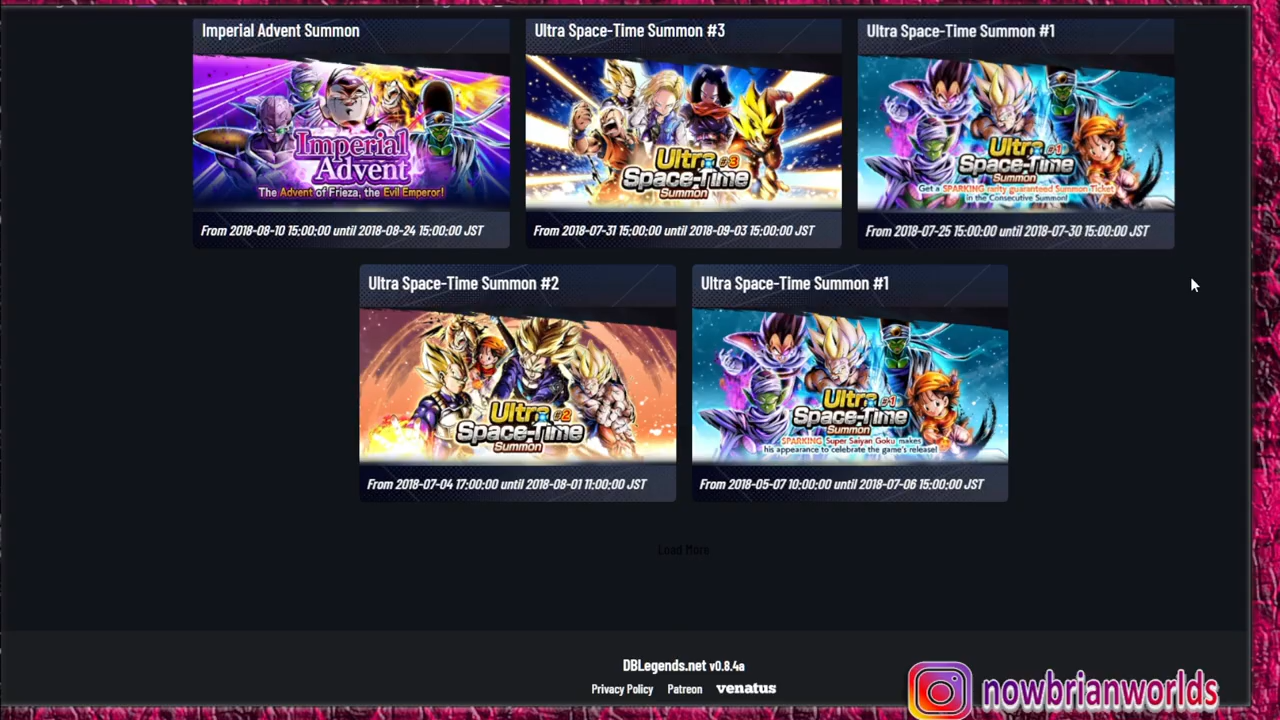 Imperial Advent Summon
Imperial
Advent
The Advent of Frieza, the Evil Emperor!
From 2018-08-10 15:00:00 until 2018-08-24 15:00:00 JST
Ultra Space-Time Summon #3
Ultra #3
Space-Time
Summon
From 2018-07-31 15:00:00 until 2018-09-03 15:00:00 JST
Ultra Space-Time Summon #1
Ultra #1
Space-Time
Summon
Get a SPARKING rarity guaranteed Summon Ticket
in the Consecutive Summon!
From 2018-07-25 15:00:00 until 2018-07-30 15:00:00 JST
Ultra Space-Time Summon #2
Ultra #2
Space-Time
Summon
From 2018-07-04 17:00:00 until 2018-08-01 11:00:00 JST
Ultra Space-Time Summon #1
Ultra #1
Space-Time
Summon
SPARKING Super Saiyan Goku makes
his appearance to celebrate the game's release!
From 2018-05-07 10:00:00 until 2018-07-06 15:00:00 JST
Load More
DBLegends.net v0.8.4a
Privacy Policy Patreon venatus
nowbrianworlds